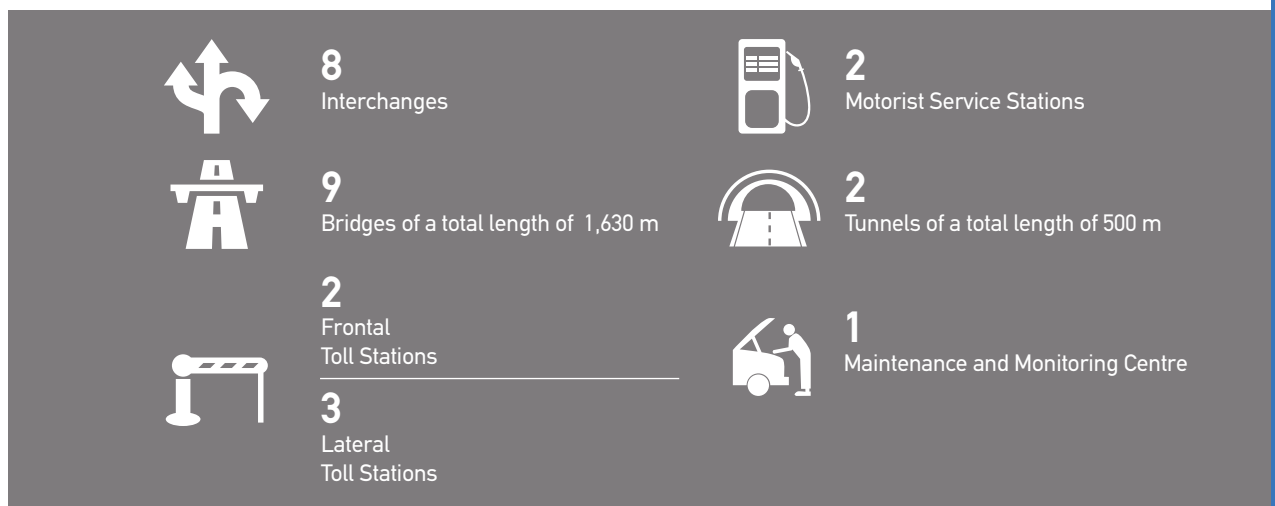 8
Interchanges
9
Bridges of a total length of 1,630 m
2
Frontal
Toll Stations
3
Lateral
Toll Stations
2
Motorist Service Stations
2
Tunnels of a total length of 500 m
1
Maintenance and Monitoring Centre